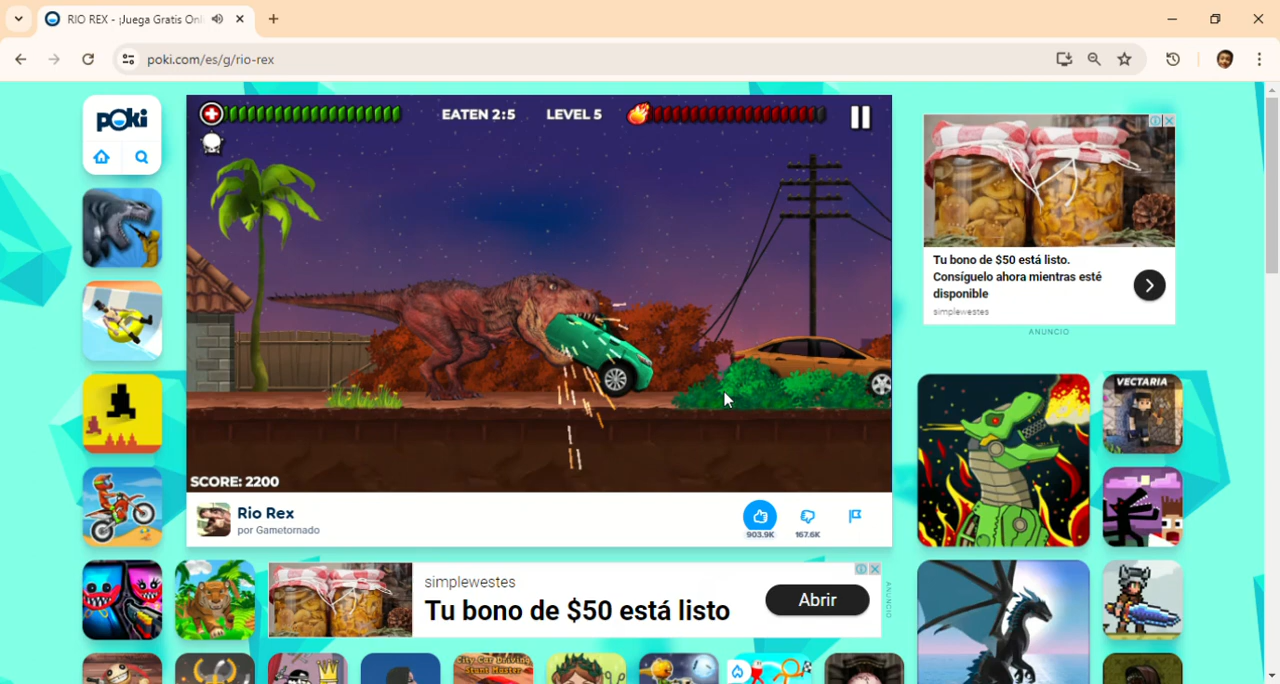 RIO REX - ¡Juega Gratis Onl
poki.com/es/g/rio-rex
poki
EATEN 2:5
LEVEL 5
SCORE: 2200
Rio Rex
por Gametornado
903.9K
167.6K
Tu bono de $50 está listo.
Consíguelo ahora mientras esté
disponible
simplewestes
ANUNCIO
VECTARIA
simplewestes
Tu bono de $50 está listo
Abrir
ANUNCIO
City Car Driving
Stunt Master